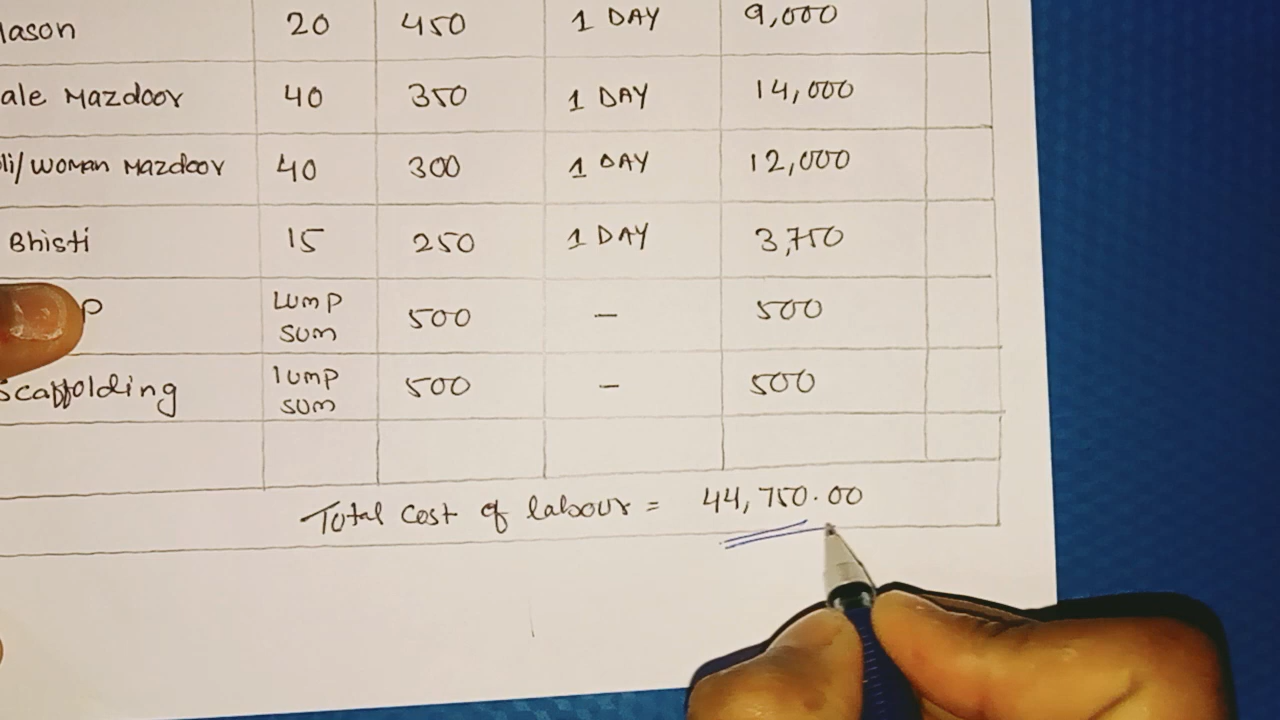 ason 20 450 1 DAY 9,000
ale Mazdoor 40 350 1 DAY 14,000
li/woman Mazdoor 40 300 1 DAY 12,000
Bhisti 15 250 1 DAY 3,750
P Lump sum 500 - 500
Scaffolding lump sum 500 - 500
Total cost of labour = 44,750.00